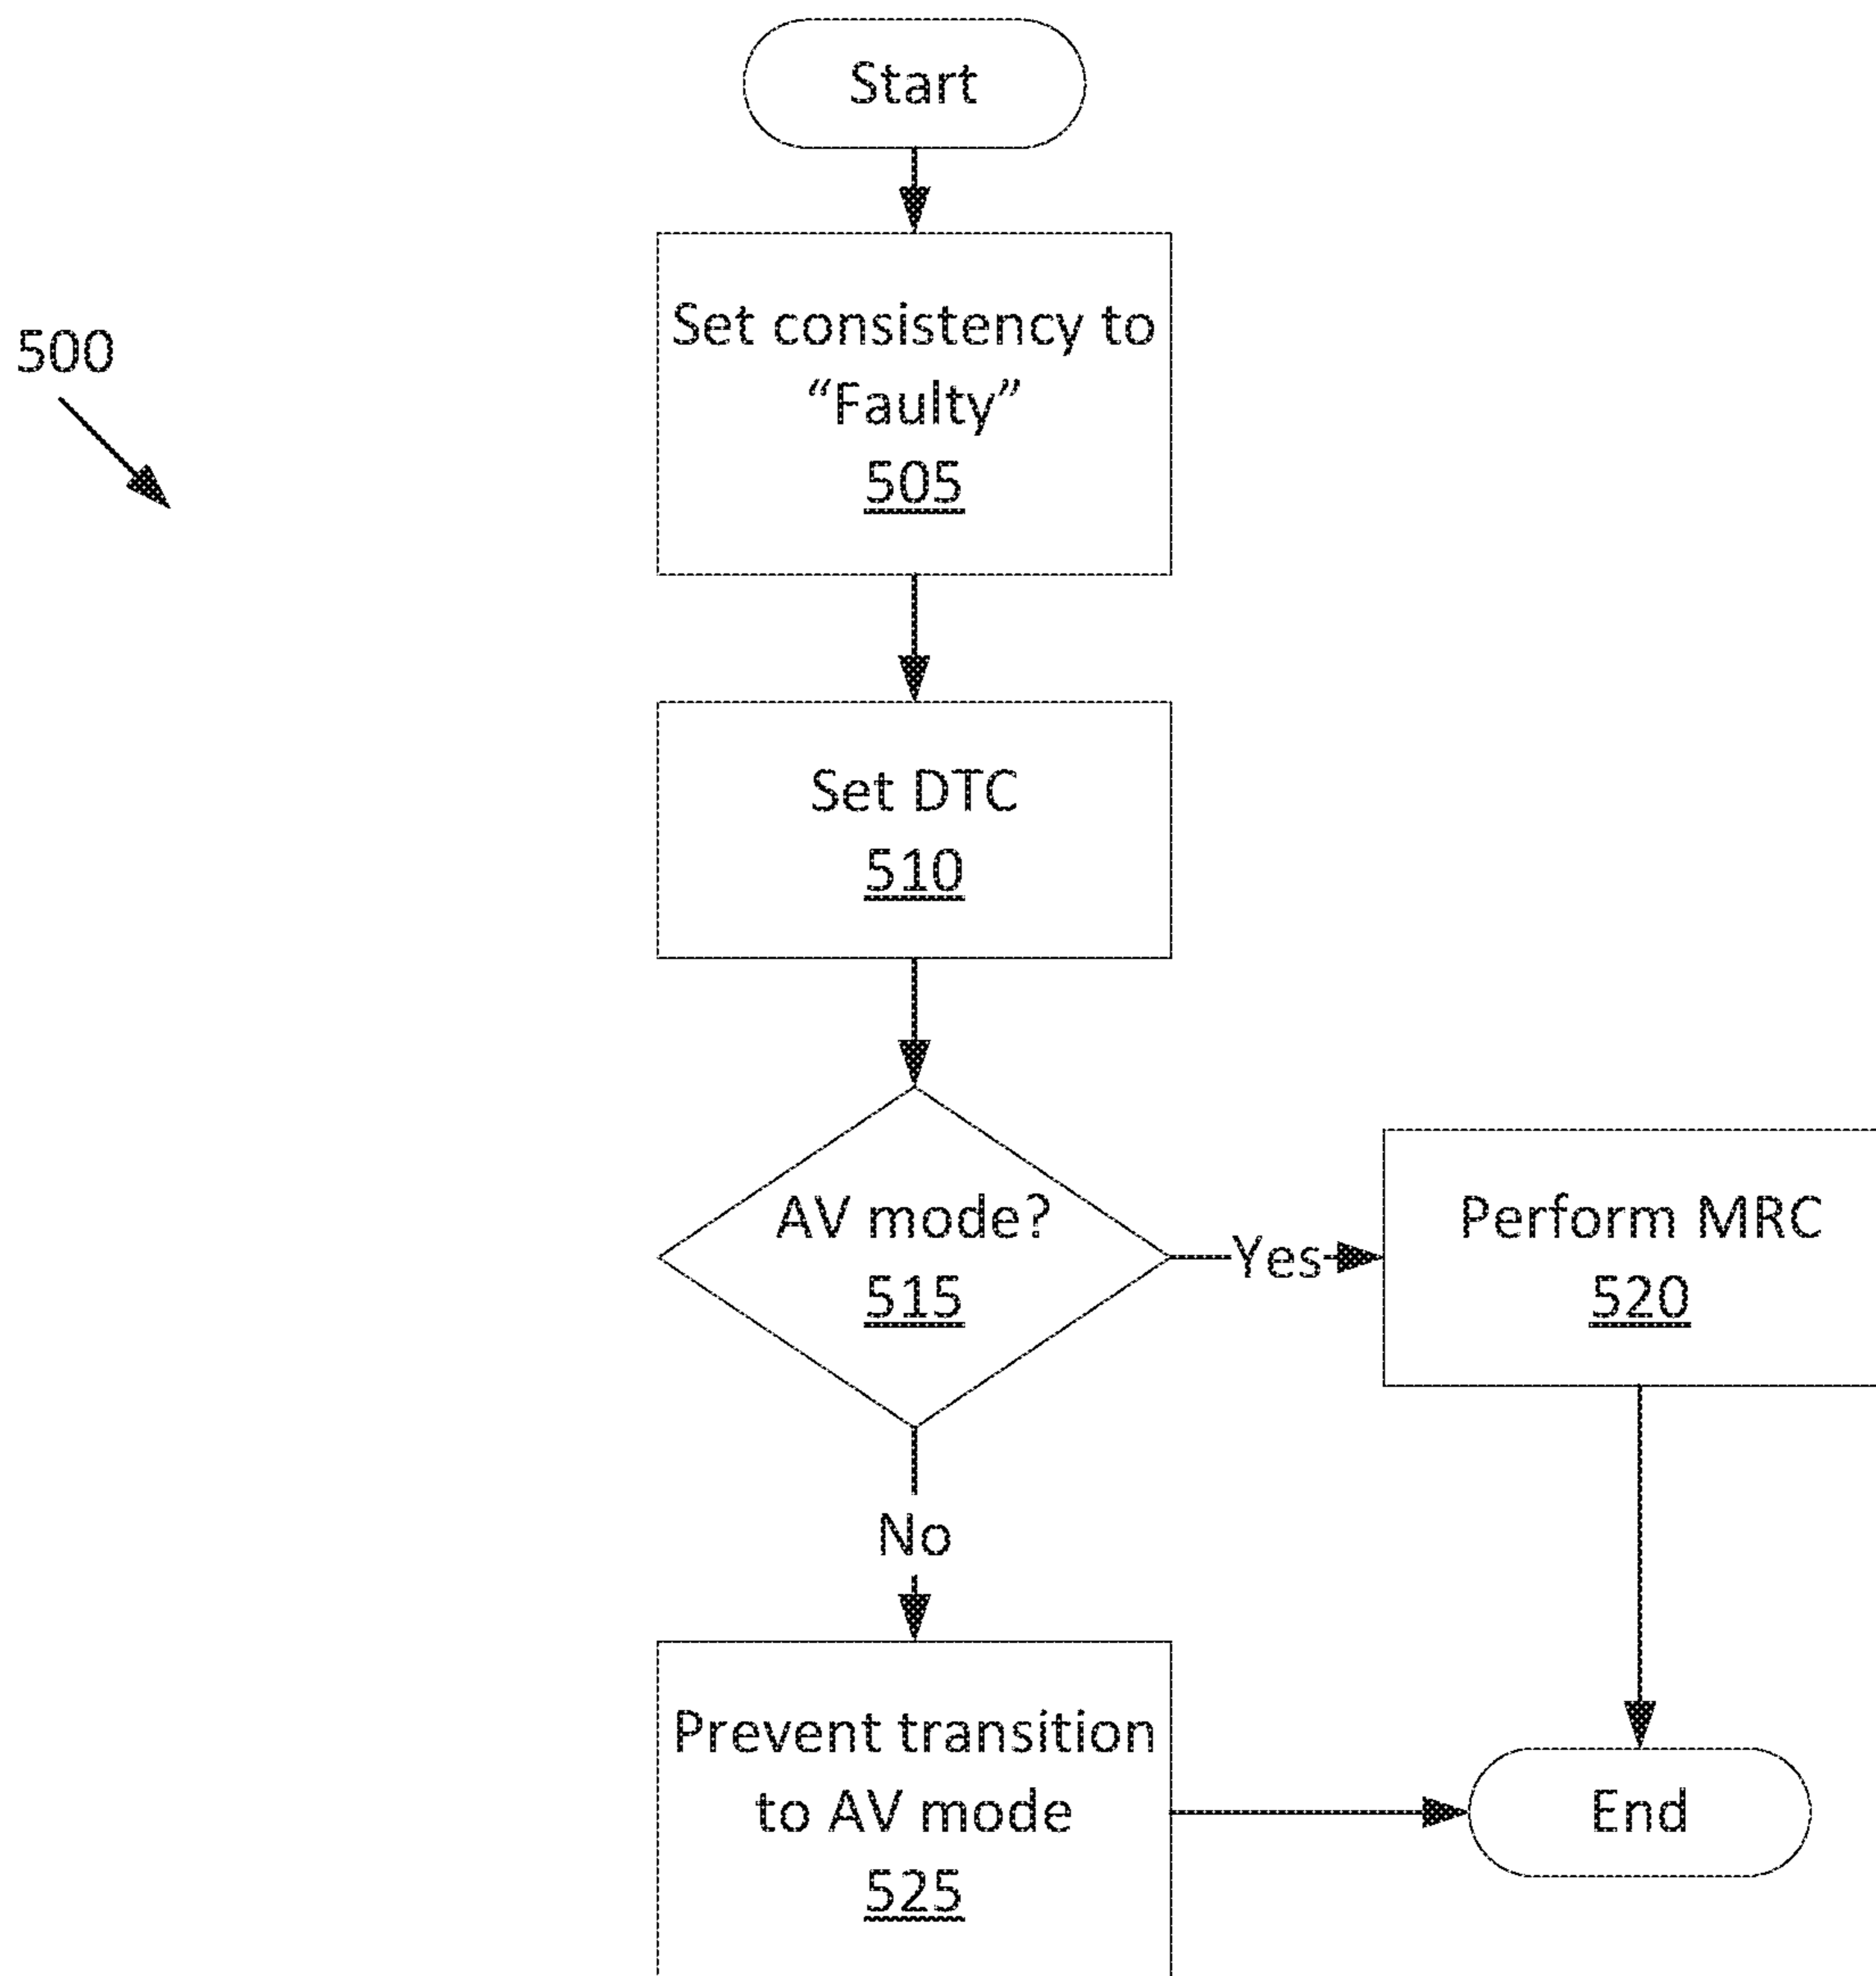 Start
500
Set consistency to
“Faulty”
505
Set DTC
510
AV mode?
515
Yes
Perform MRC
520
No
Prevent transition
to AV mode
525
End